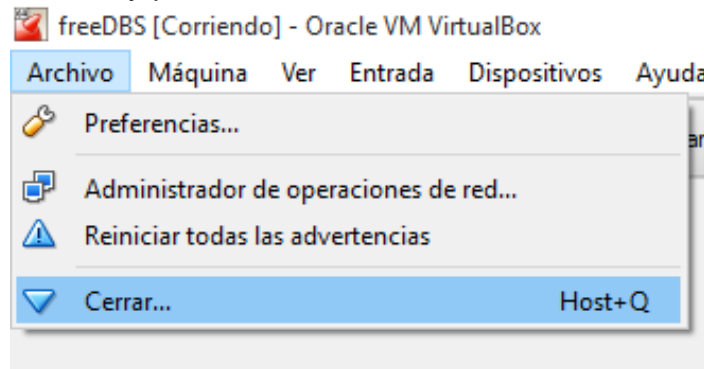 freeDBS [Corriendo] - Oracle VM VirtualBox
Archivo Máquina Ver Entrada Dispositivos Ayuda
Preferencias...
Administrador de operaciones de red...
Reiniciar todas las advertencias
Cerrar... Host+Q